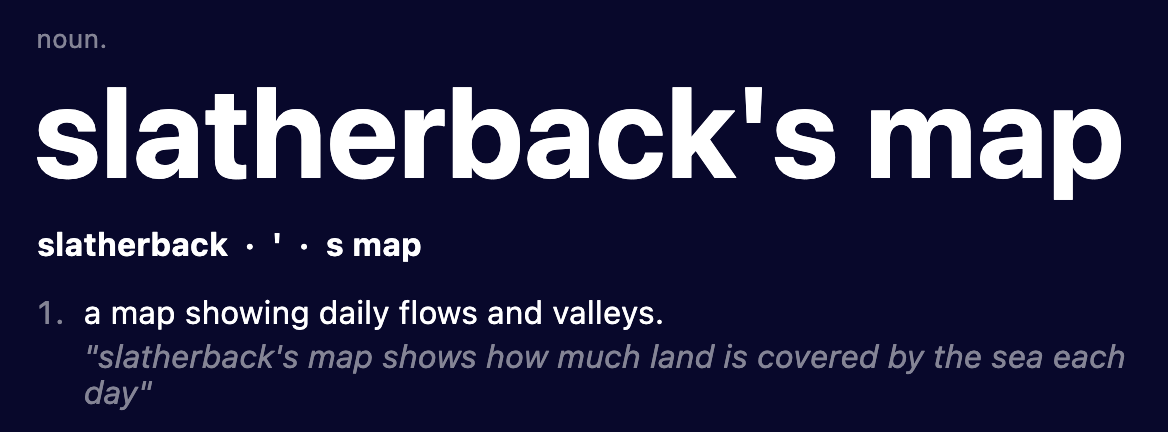 noun.
slatherback's map
slatherback · ' · s map
1. a map showing daily flows and valleys.
"slatherback's map shows how much land is covered by the sea each
day"